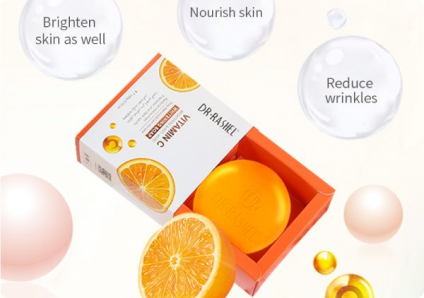 Brighten
skin as well
Nourish skin
Reduce
wrinkles
DR·RASHEL
VITAMIN C